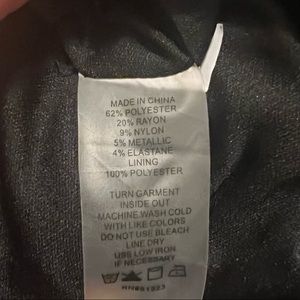 MADE IN CHINA
62% POLYESTER
20% RAYON
9% NYLON
5% METALLIC
4% ELASTANE
LINING
100% POLYESTER
TURN GARMENT
INSIDE OUT
MACHINE WASH COLD
WITH LIKE COLORS
DO NOT USE BLEACH
LINE DRY
USE LOW IRON
IF NECESSARY